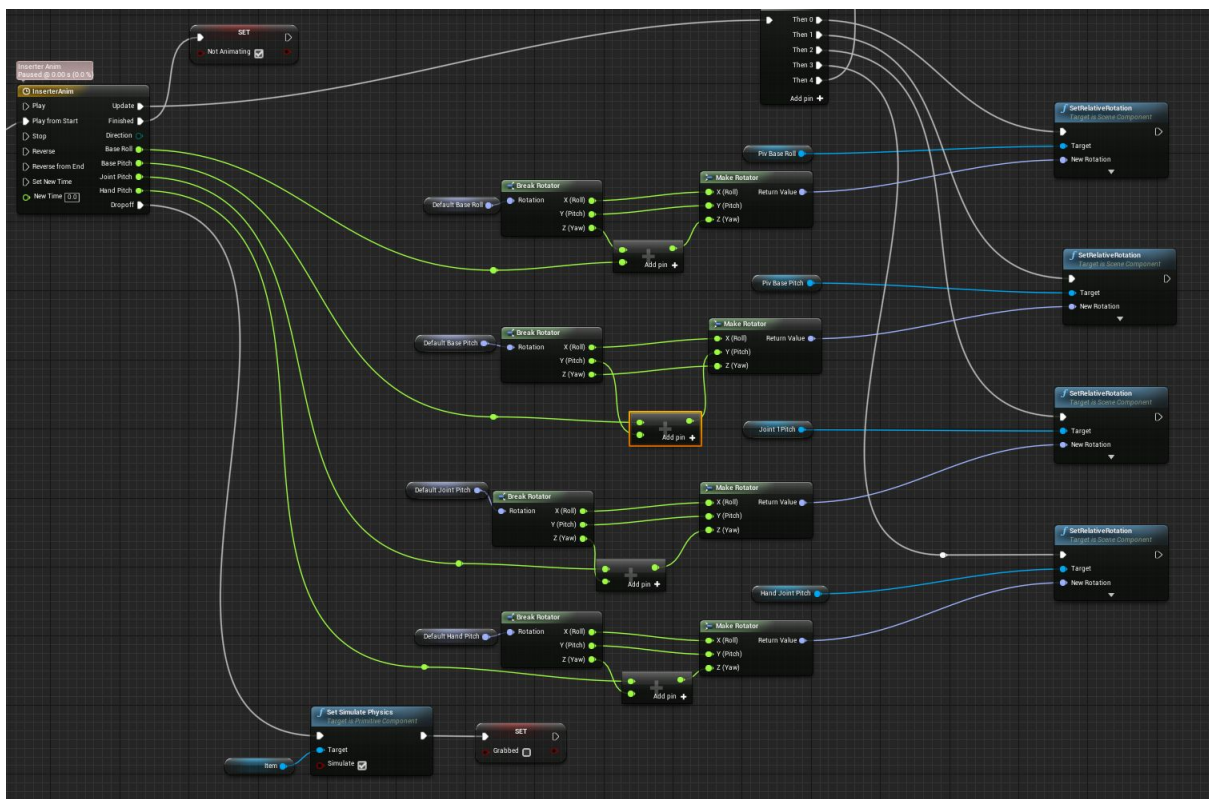 SET
Not Animating
Inserter Anim
Paused @ 0.00 s (0.0 %)
InserterAnim
Play
Update
Play from Start
Finished
Stop
Direction
Reverse
Base Roll
Reverse from End
Base Pitch
Set New Time
Joint Pitch
New Time 0.0
Hand Pitch
Dropoff
Then 0
Then 1
Then 2
Then 3
Then 4
Add pin +
SetRelativeRotation
Target is Scene Component
Target
New Rotation
Piv Base Roll
Default Base Roll
Break Rotator
Rotation X (Roll)
Y (Pitch)
Z (Yaw)
Add pin +
Make Rotator
X (Roll) Return Value
Y (Pitch)
Z (Yaw)
SetRelativeRotation
Target is Scene Component
Target
New Rotation
Piv Base Pitch
Default Base Pitch
Break Rotator
Rotation X (Roll)
Y (Pitch)
Z (Yaw)
Add pin +
Make Rotator
X (Roll) Return Value
Y (Pitch)
Z (Yaw)
SetRelativeRotation
Target is Scene Component
Target
New Rotation
Joint 1 Pitch
Default Joint Pitch
Break Rotator
Rotation X (Roll)
Y (Pitch)
Z (Yaw)
Add pin +
Make Rotator
X (Roll) Return Value
Y (Pitch)
Z (Yaw)
SetRelativeRotation
Target is Scene Component
Target
New Rotation
Hand Joint Pitch
Default Hand Pitch
Break Rotator
Rotation X (Roll)
Y (Pitch)
Z (Yaw)
Add pin +
Make Rotator
X (Roll) Return Value
Y (Pitch)
Z (Yaw)
Set Simulate Physics
Target is Primitive Component
Target
Simulate
Item
SET
Grabbed